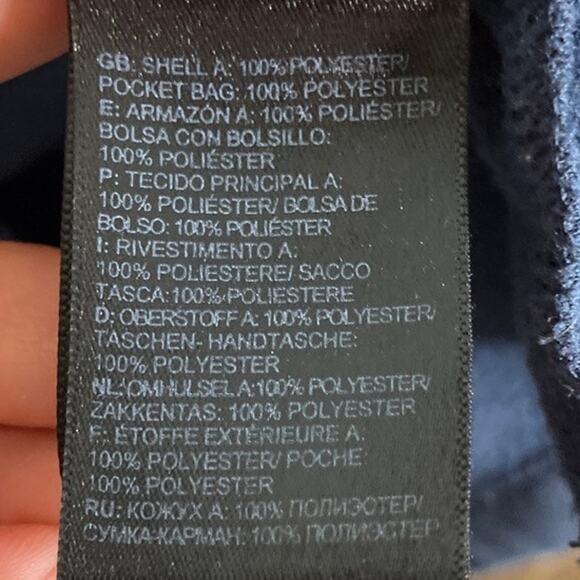 GB: SHELL A: 100% POLYESTER/
POCKET BAG: 100% POLYESTER
E: ARMAZÓN A: 100% POLIÉSTER/
BOLSA CON BOLSILLO:
100% POLIÉSTER
P: TECIDO PRINCIPAL A:
100% POLIÉSTER/ BOLSA DE
BOLSO: 100% POLIÉSTER
I: RIVESTIMENTO A:
100% POLIESTERE/ SACCO
TASCA:100% POLIESTERE
D: OBERSTOFF A: 100% POLYESTER/
TASCHEN- HANDTASCHE:
100% POLYESTER
NL: OMHULSEL A:100% POLYESTER/
ZAKKENTAS: 100% POLYESTER
F: ÉTOFFE EXTÉRIEURE A:
100% POLYESTER/ POCHE:
100% POLYESTER
RU: КОЖУХ А: 100% ПОЛИЭСТЕР/
СУМКА-КАРМАН: 100% ПОЛИЭСТЕР